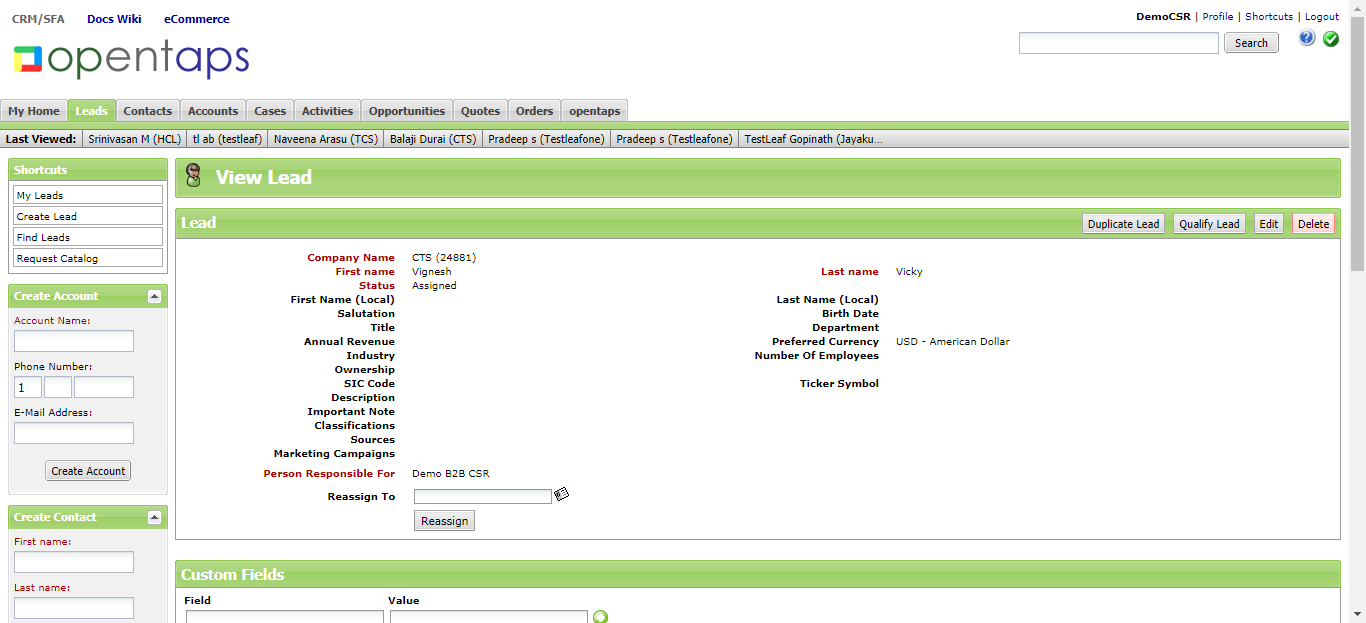 CRM/SFA Docs Wiki eCommerce
DemoCSR | Profile | Shortcuts | Logout
opentaps
Search
My Home Leads Contacts Accounts Cases Activities Opportunities Quotes Orders opentaps
Last Viewed: Srinivasan M (HCL) tl ab (testleaf) Naveena Arasu (TCS) Balaji Durai (CTS) Pradeep s (Testleafone) Pradeep s (Testleafone) TestLeaf Gopinath (Jayaku...
Shortcuts
My Leads
Create Lead
Find Leads
Request Catalog
Create Account
Account Name:
Phone Number:
1
E-Mail Address:
Create Account
Create Contact
First name:
Last name:
View Lead
Lead
Duplicate Lead Qualify Lead Edit Delete
Company Name CTS (24881)
First name Vignesh Last name Vicky
Status Assigned
First Name (Local) Last Name (Local)
Salutation Birth Date
Title Department
Annual Revenue Preferred Currency USD - American Dollar
Industry Number Of Employees
Ownership
SIC Code Ticker Symbol
Description
Important Note
Classifications
Sources
Marketing Campaigns
Person Responsible For Demo B2B CSR
Reassign To
Reassign
Custom Fields
Field Value